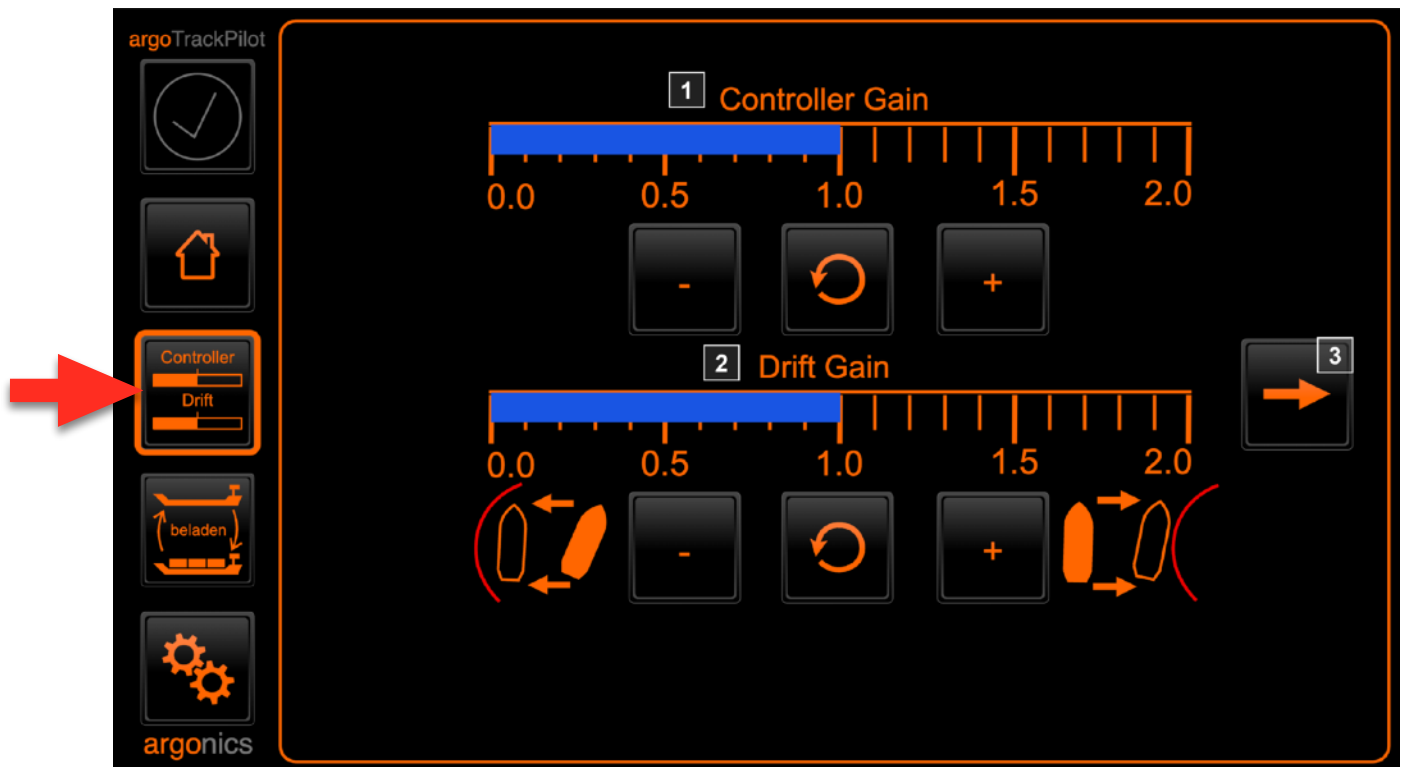 argoTrackPilot
1 Controller Gain
0.0 0.5 1.0 1.5 2.0
- +
Controller
Drift
2 Drift Gain
3
0.0 0.5 1.0 1.5 2.0
- +
beladen
argonics